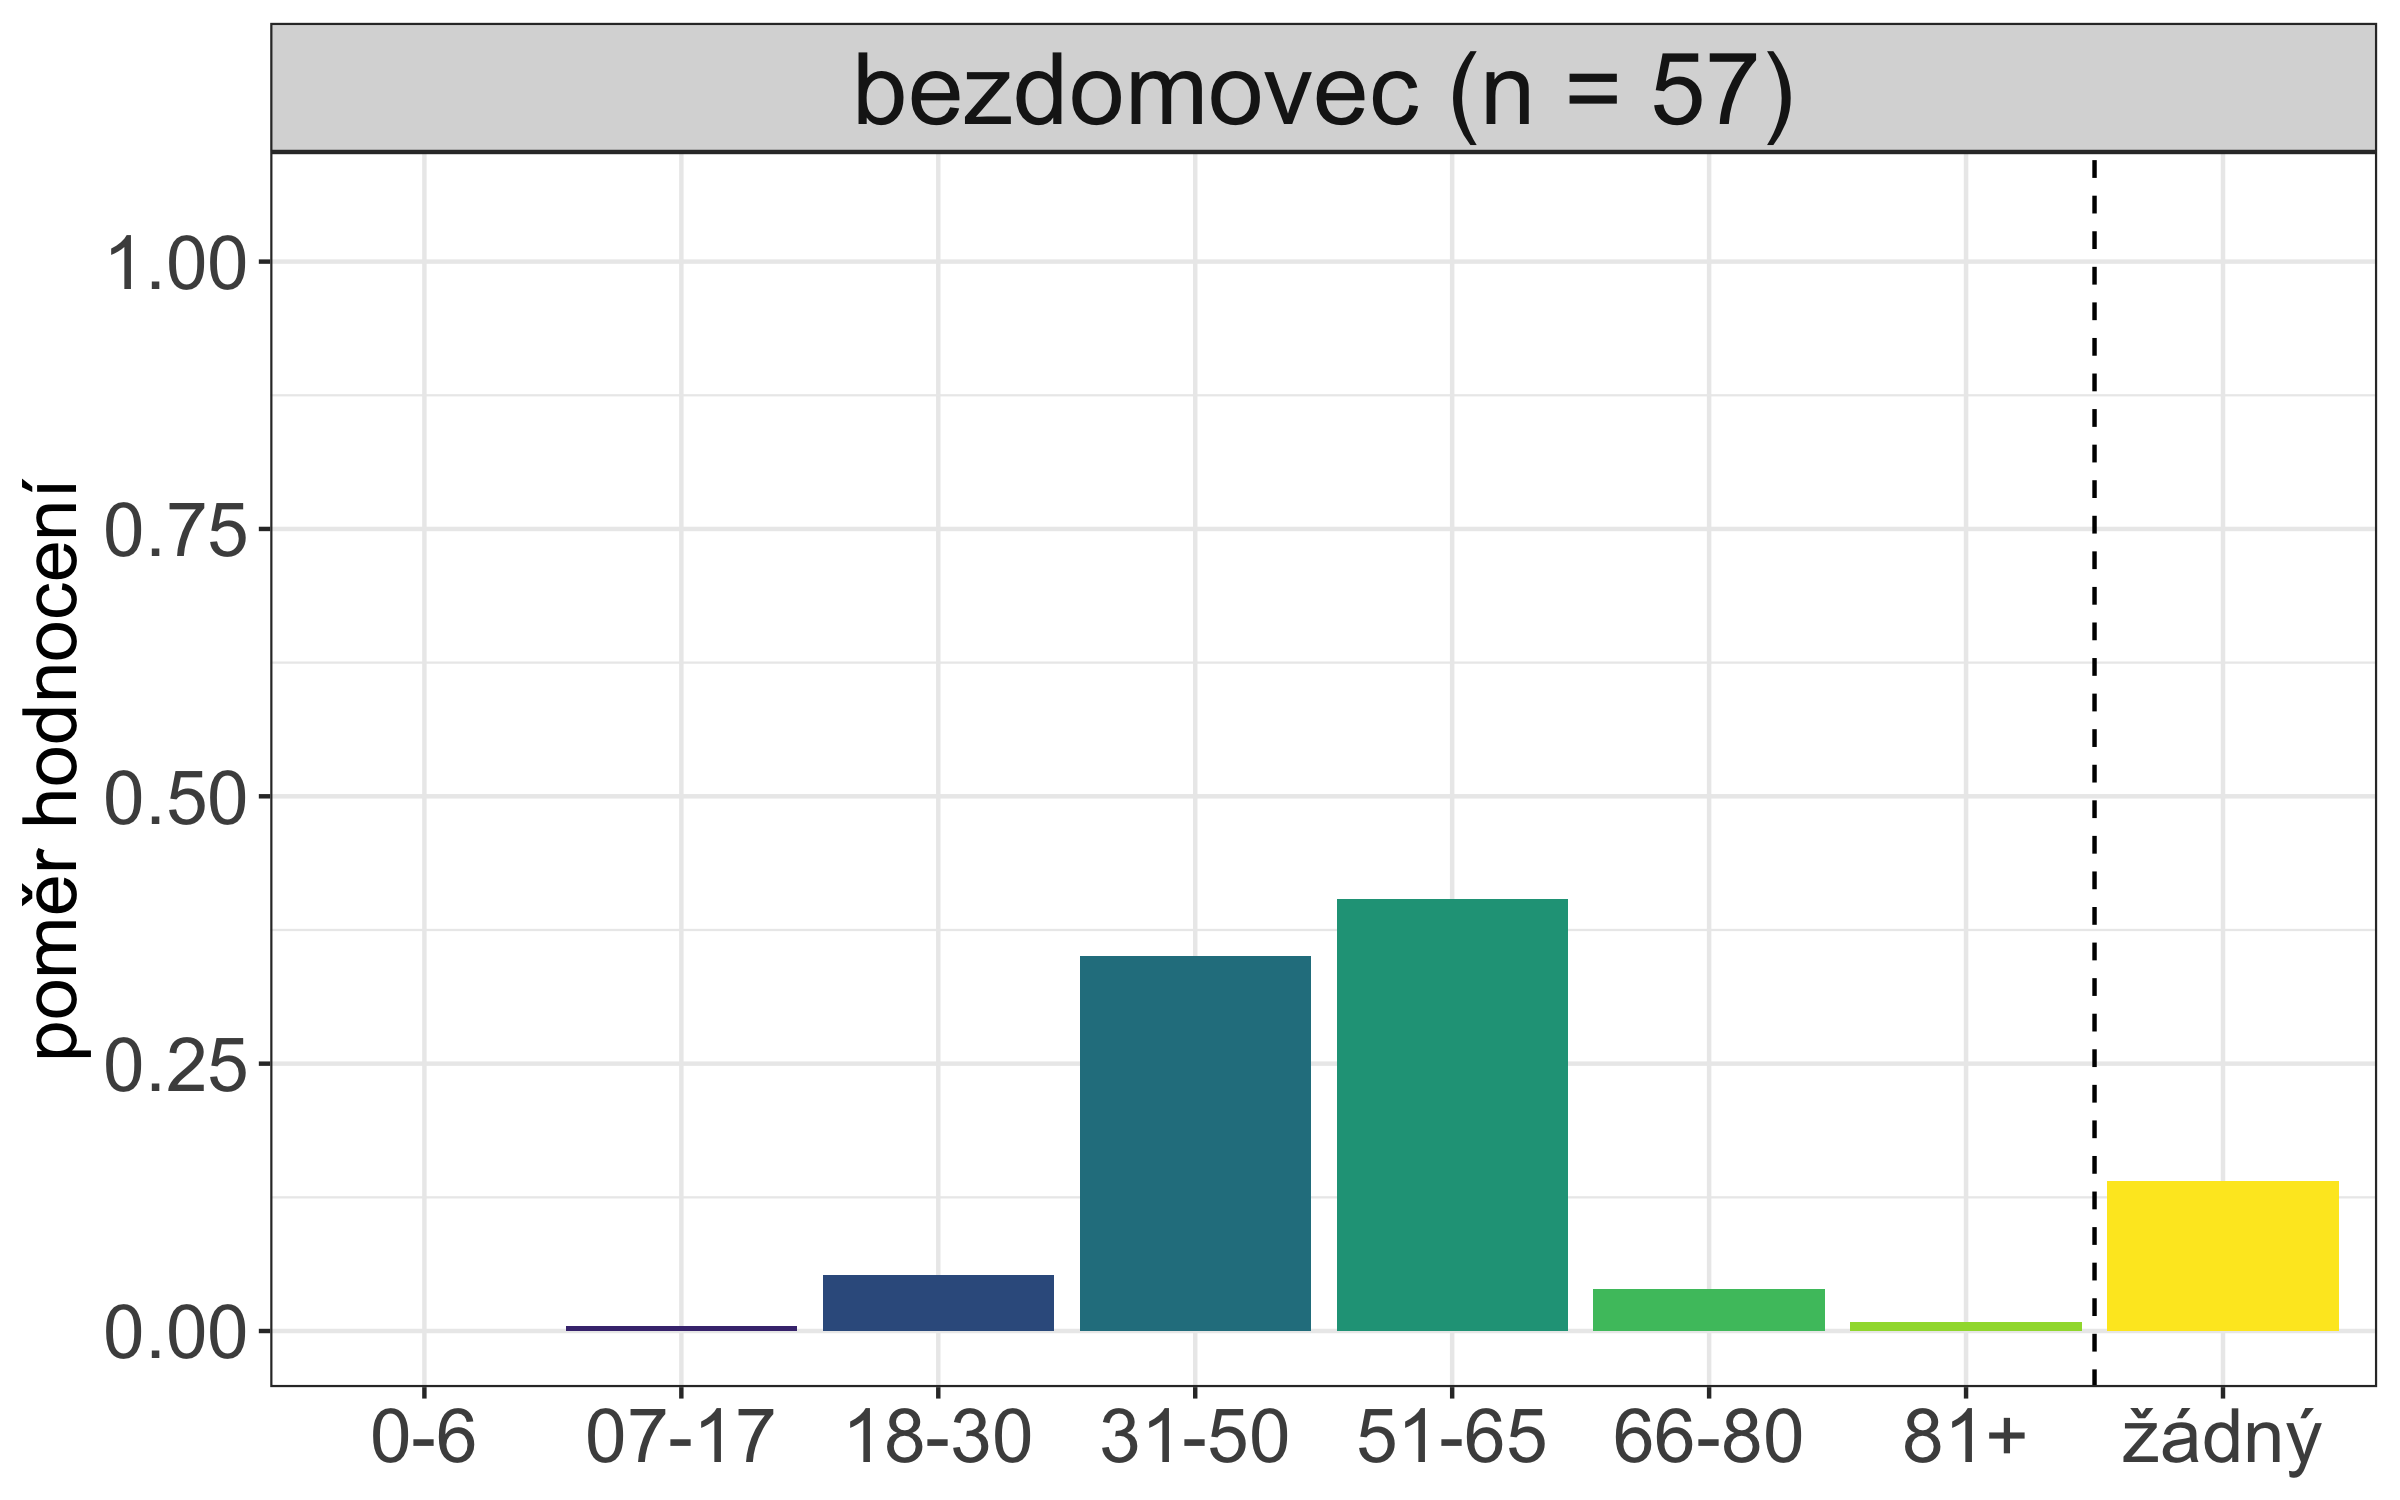 bezdomovec (n = 57)
poměr hodnocení
1.00
0.75
0.50
0.25
0.00
0-6 07-17 18-30 31-50 51-65 66-80 81+ žádný